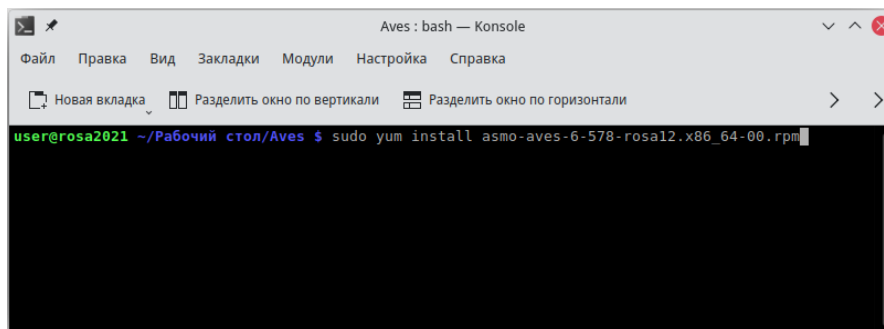 Aves : bash — Konsole
Файл Правка Вид Закладки Модули Настройка Справка
Новая вкладка Разделить окно по вертикали Разделить окно по горизонтали
user@rosa2021 ~/Рабочий стол/Aves $ sudo yum install asmo-aves-6-578-rosa12.x86_64-00.rpm